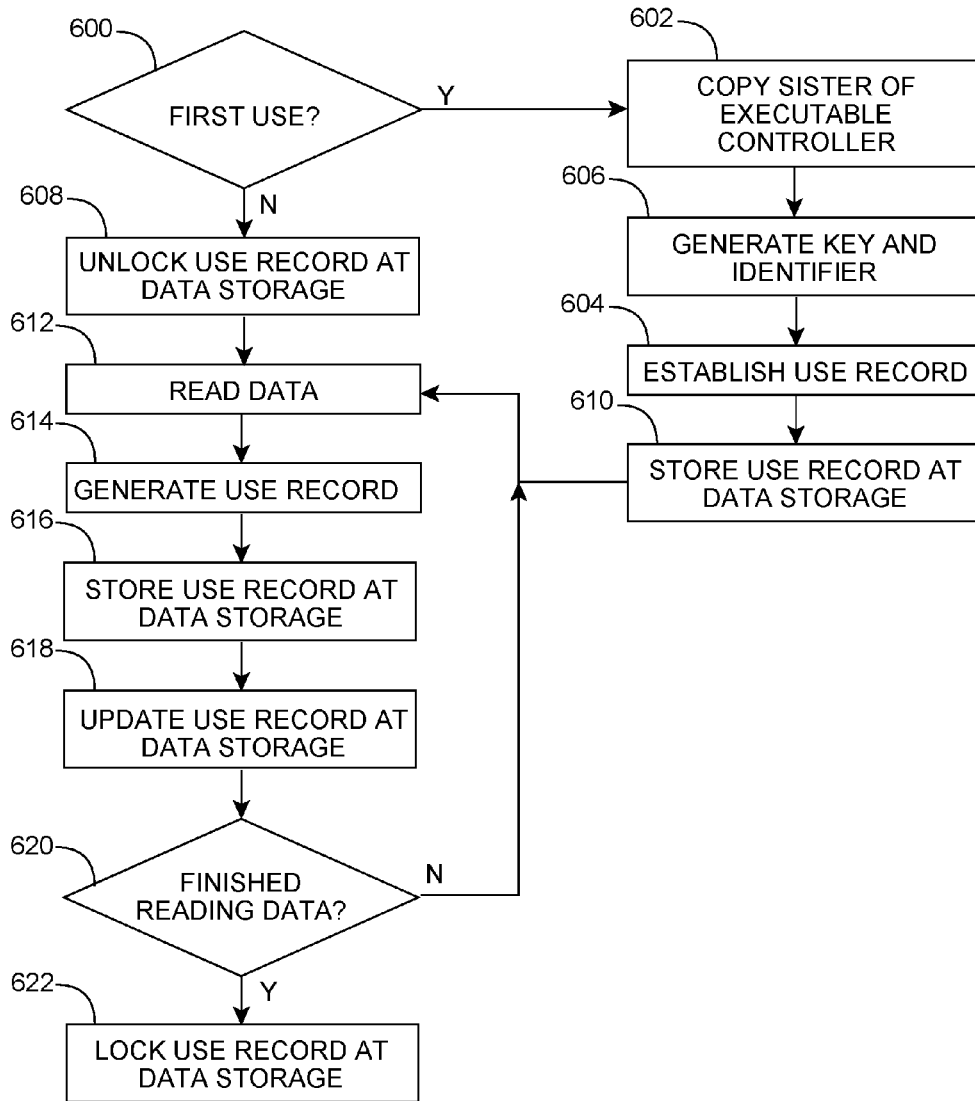 600
FIRST USE?
Y
N
602
COPY SISTER OF
EXECUTABLE
CONTROLLER
606
GENERATE KEY AND
IDENTIFIER
604
ESTABLISH USE RECORD
610
STORE USE RECORD AT
DATA STORAGE
608
UNLOCK USE RECORD AT
DATA STORAGE
612
READ DATA
614
GENERATE USE RECORD
616
STORE USE RECORD AT
DATA STORAGE
618
UPDATE USE RECORD AT
DATA STORAGE
620
FINISHED
READING DATA?
N
Y
622
LOCK USE RECORD AT
DATA STORAGE